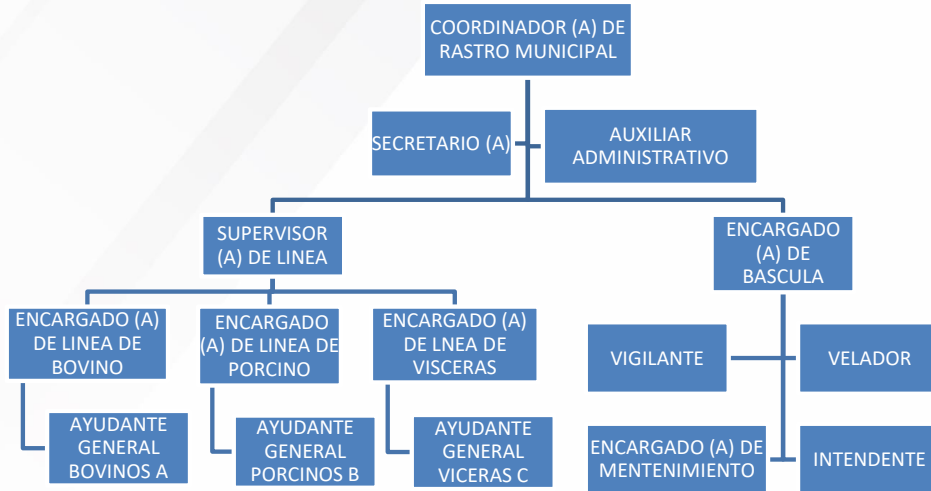 COORDINADOR (A) DE
RASTRO MUNICIPAL
SECRETARIO (A)
AUXILIAR
ADMINISTRATIVO
SUPERVISOR
(A) DE LINEA
ENCARGADO
(A) DE
BASCULA
ENCARGADO (A)
DE LINEA DE
BOVINO
ENCARGADO
(A) DE LINEA DE
PORCINO
ENCARGADO (A)
DE LNEA DE
VISCERAS
VIGILANTE
VELADOR
AYUDANTE
GENERAL
BOVINOS A
AYUDANTE
GENERAL
PORCINOS B
AYUDANTE
GENERAL
VICERAS C
ENCARGADO (A) DE
MENTENIMIENTO
INTENDENTE